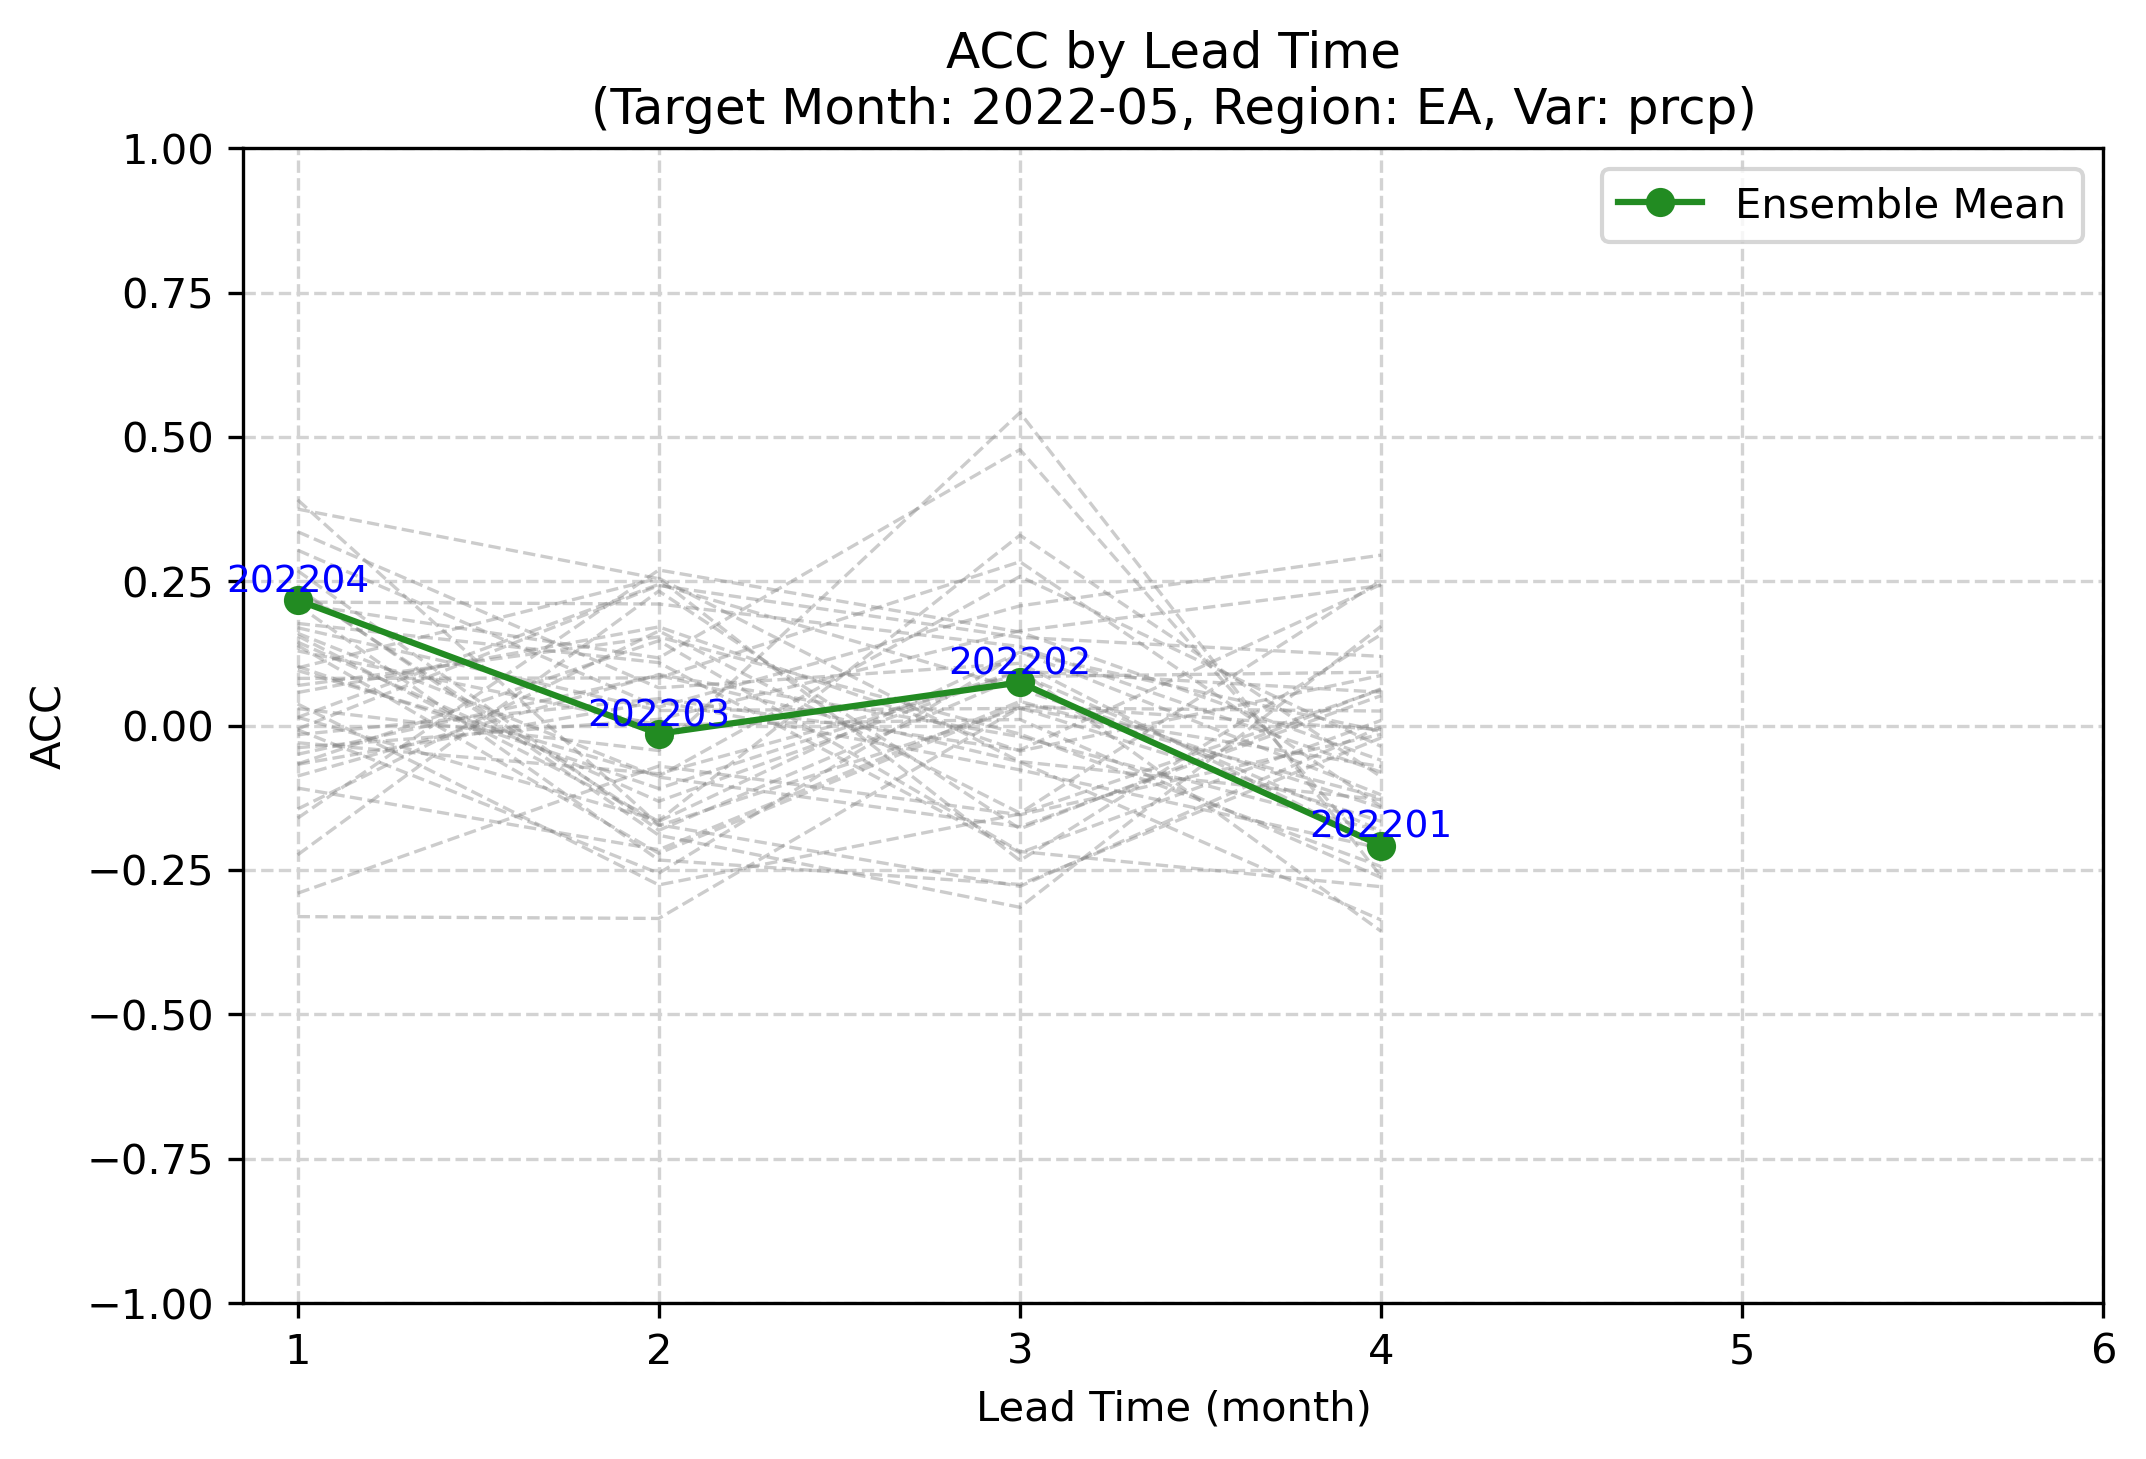 ACC by Lead Time
(Target Month: 2022-05, Region: EA, Var: prcp)
1.00
Ensemble Mean
0.75
0.50
0.25
202204
202202
202203
0.00
ACC
202201
−0.25
−0.50
−0.75
−1.00
1 2 3 4 5 6
Lead Time (month)